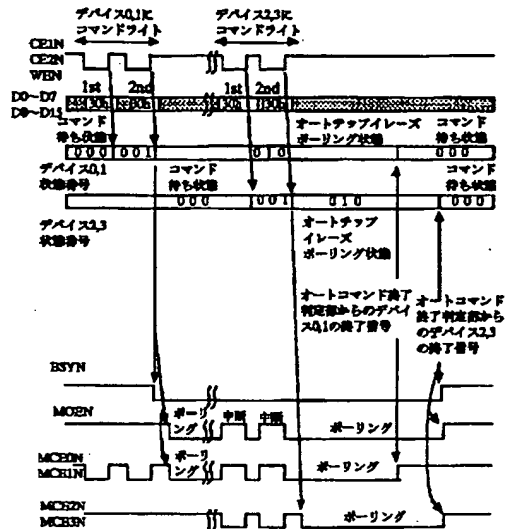 デバイス0,1に
コマンドライト
デバイス2,3に
コマンドライト
CE1N
CE2N
WEN
1st 2nd 1st 2nd
D0~D7
30h 30h 30h 30h
コマンド
待ち状態
オートチップイレーズ
ポーリング状態
コマンド
待ち状態
000 001 010 000
デバイス0,1
状態番号
コマンド
待ち状態
コマンド
待ち状態
000 001 010 000
デバイス2,3
状態番号
オートチップ
イレーズ
ポーリング状態
オートコマンド終了
判定部からのデバイ
ス0,1の終了信号
オートコマンド
終了判定部から
のデバイス2,3
の終了信号
BSYN
MOEN
ポーリ
ング
中断 中断
ポーリング
MCE0N
MCE1N
ポーリ
ング
ポーリング
MCE2N
MCE3N
ポーリング